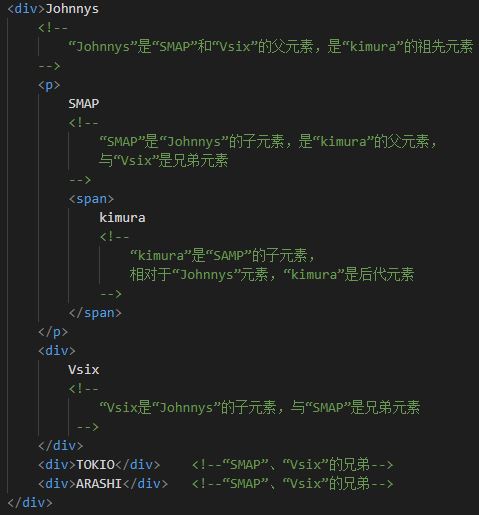 <div>Johnnys
<!--
“Johnnys”是“SMAP”和“Vsix”的父元素，是“kimura”的祖先元素
-->
<p>
SMAP
<!--
“SMAP”是“Johnnys”的子元素，是“kimura”的父元素，
与“Vsix”是兄弟元素
-->
<span>
kimura
<!--
“kimura”是“SAMP”的子元素，
相对于“Johnnys”元素，“kimura”是后代元素
-->
</span>
</p>
<div>
Vsix
<!--
“Vsix是“Johnnys”的子元素，与“SMAP”是兄弟元素
-->
</div>
<div>TOKIO</div> <!--“SMAP”、“Vsix”的兄弟-->
<div>ARASHI</div> <!--“SMAP”、“Vsix”的兄弟-->
</div>